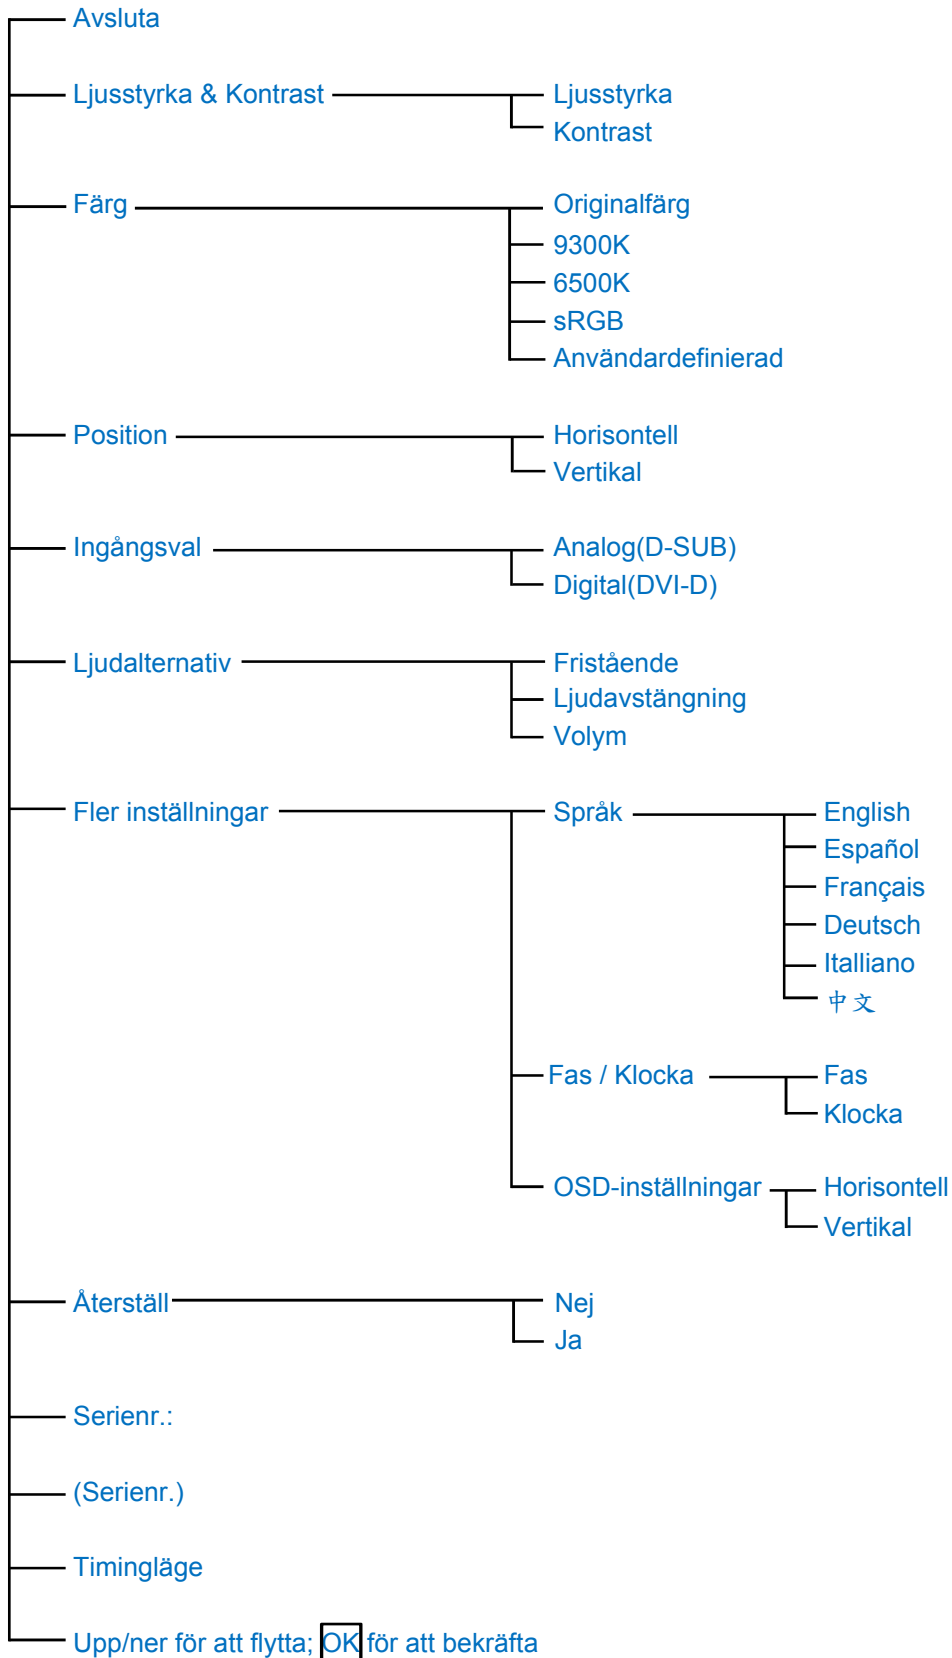 Avsluta
Ljusstyrka & Kontrast
Ljusstyrka
Kontrast
Färg
Originalfärg
9300K
6500K
sRGB
Användardefinierad
Position
Horisontell
Vertikal
Ingångsval
Analog(D-SUB)
Digital(DVI-D)
Ljudalternativ
Fristående
Ljudavstängning
Volym
Fler inställningar
Språk
English
Español
Français
Deutsch
Italliano
中文
Fas / Klocka
Fas
Klocka
OSD-inställningar
Horisontell
Vertikal
Återställ
Nej
Ja
Serienr.:
(Serienr.)
Timingläge
Upp/ner för att flytta; OK för att bekräfta